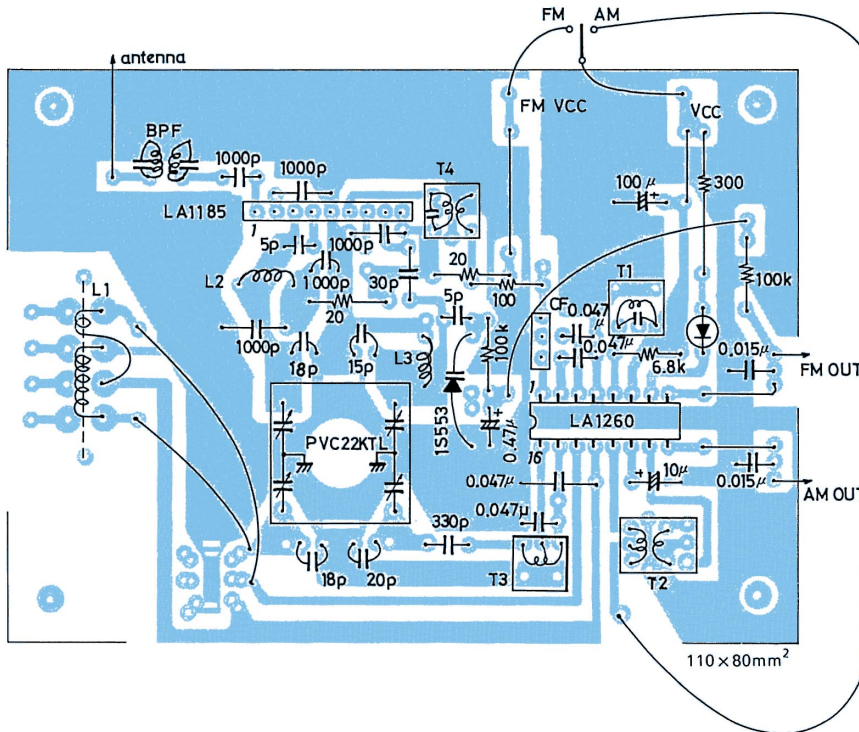 FM AM
antenna
FM VCC
VCC
BPF
1000p
1000p
T4
100μ
300
LA1185
1
5p
1000p
1000p
L2
30p
20
100
T1
100k
L1
20
5p
CF
0.047μ
0.047μ
1000p
18p
15p
L3
100k
6.8k
0.015μ
FM OUT
1
LA1260
PVC22KTL
1S553
0.47μ
16
0.047μ
10μ
0.015μ
AM OUT
0.047μ
330p
18p
20p
T3
T2
110×80mm²